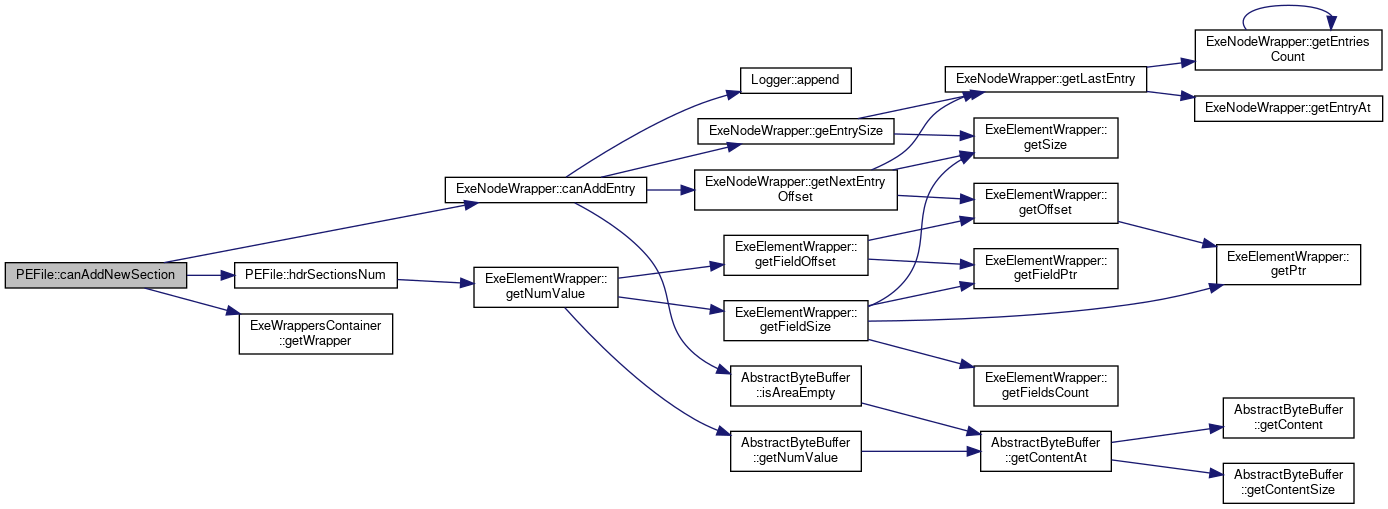 PEFile::canAddNewSection
ExeNodeWrapper::canAddEntry
PEFile::hdrSectionsNum
ExeWrappersContainer
::getWrapper
Logger::append
ExeNodeWrapper::geEntrySize
ExeNodeWrapper::getNextEntry
Offset
ExeElementWrapper::
getNumValue
ExeElementWrapper::
getFieldOffset
ExeElementWrapper::
getFieldSize
AbstractByteBuffer
::isAreaEmpty
AbstractByteBuffer
::getNumValue
ExeNodeWrapper::getLastEntry
ExeElementWrapper::
getSize
ExeElementWrapper::
getOffset
ExeElementWrapper::
getFieldPtr
ExeElementWrapper::
getFieldsCount
AbstractByteBuffer
::getContentAt
ExeNodeWrapper::getEntries
Count
ExeNodeWrapper::getEntryAt
ExeElementWrapper::
getPtr
AbstractByteBuffer
::getContent
AbstractByteBuffer
::getContentSize